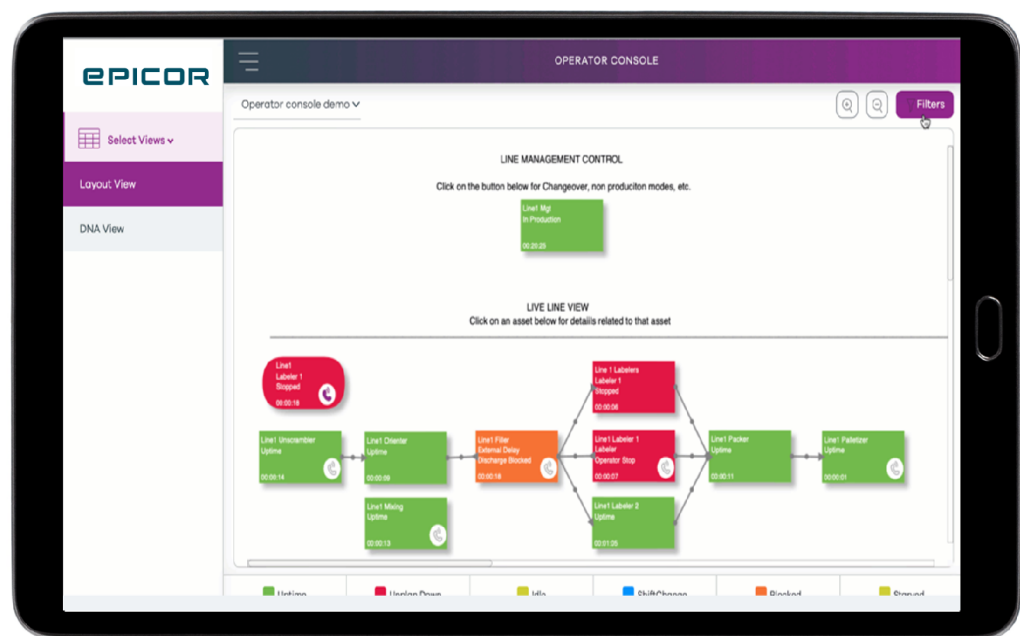 EPICOR
OPERATOR CONSOLE
Operator console demo
Filters
Select Views
Layout View
DNA View
LINE MANAGEMENT CONTROL
Click on the button below for Changeover, non produciton modes, etc.
Line1 Mgt
In Production
00:20:25
LIVE LINE VIEW
Click on an asset below for detaiils related to that asset
Line1
Labeler 1
Stopped
00:00:18
Line 1 Labelers
Labeler 1
Stopped
00:00:06
Line1 Unscrambler
Uptime
00:00:14
Line1 Orienter
Uptime
00:00:09
Line1 Filler
External Delay
Discharge Blocked
00:00:18
Line1 Labeler 1
Labeler
Operator Stop
00:00:07
Line1 Packer
Uptime
00:00:11
Line1 Palletizer
Uptime
00:00:01
Line1 Mixing
Uptime
00:00:13
Line1 Labeler 2
Uptime
00:01:05
Uptime
Unplan Down
Idle
ShiftChange
Blocked
Starved